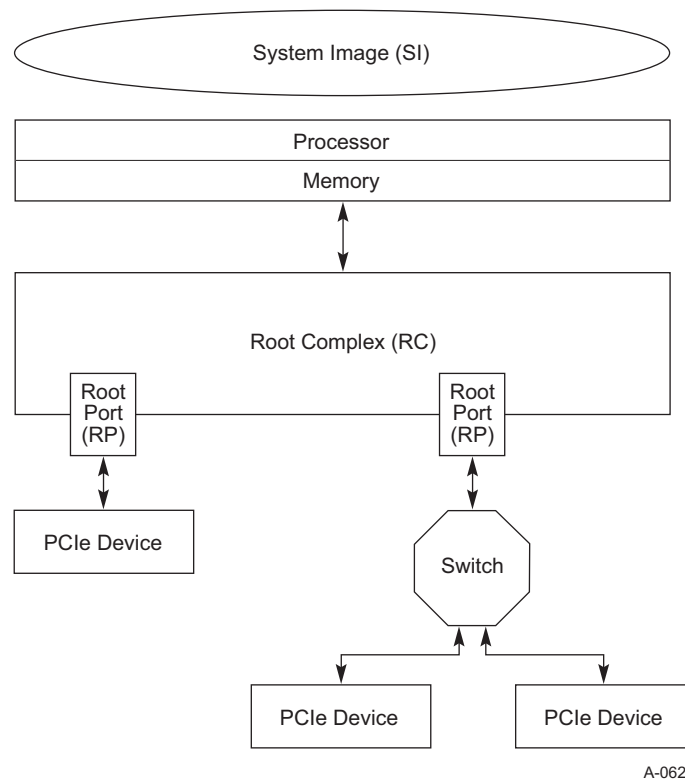 System Image (SI)
Processor
Memory
Root Complex (RC)
Root
Port
(RP)
Root
Port
(RP)
PCIe Device
Switch
PCIe Device
PCIe Device
A-062